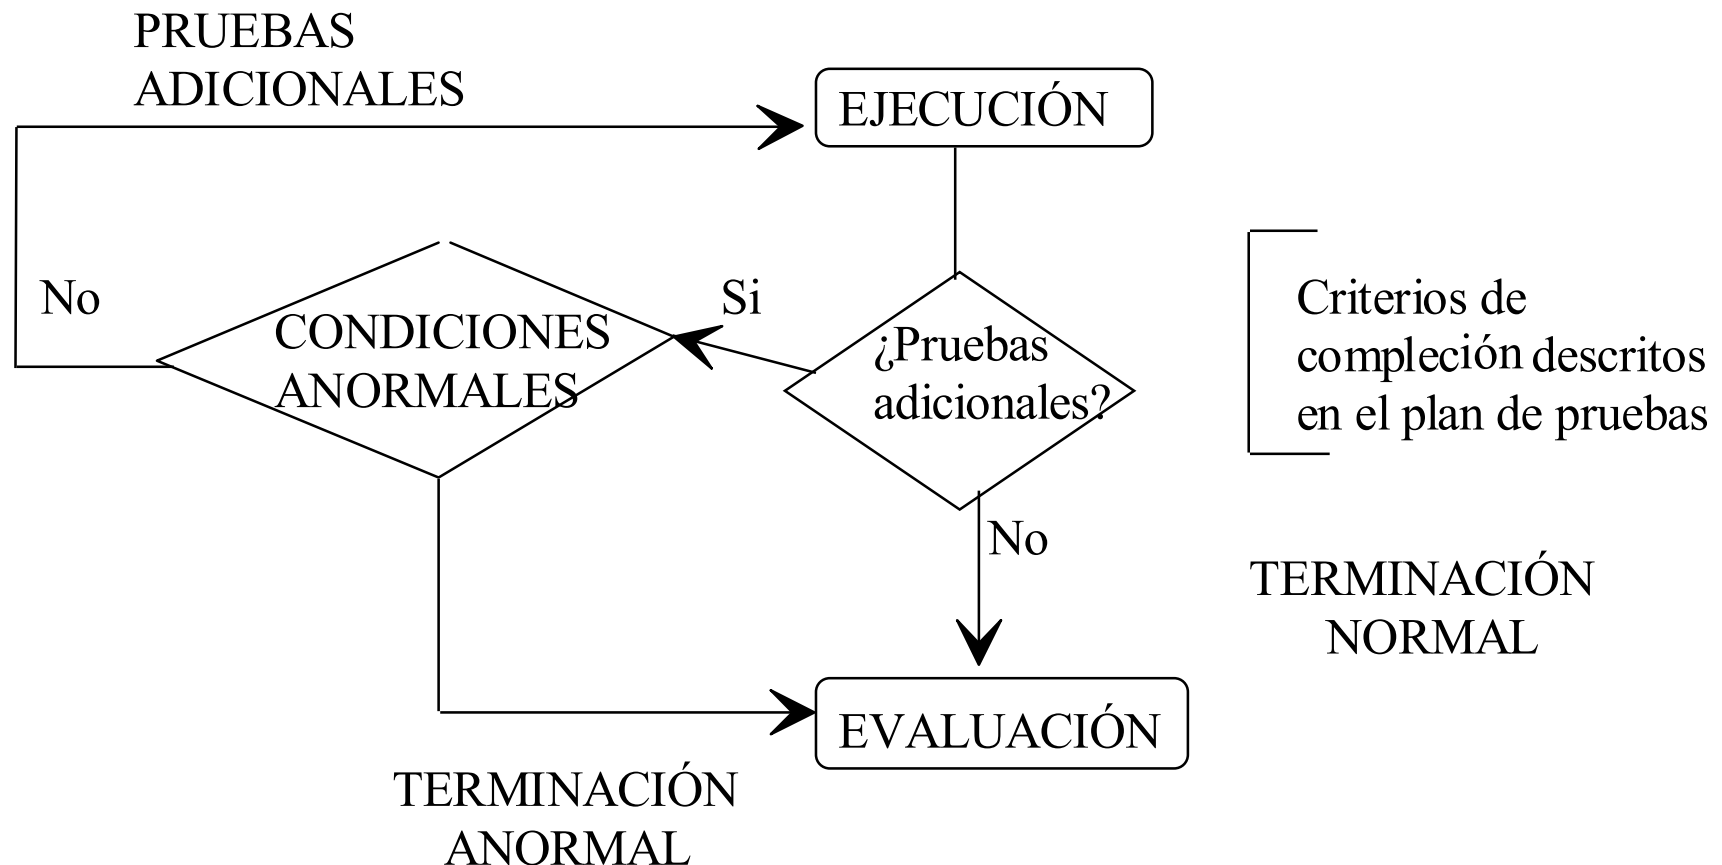 PRUEBAS
ADICIONALES
EJECUCIÓN
No
CONDICIONES
ANORMALES
Si
¿Pruebas
adicionales?
Criterios de
compleción descritos
en el plan de pruebas
No
TERMINACIÓN
NORMAL
EVALUACIÓN
TERMINACIÓN
ANORMAL